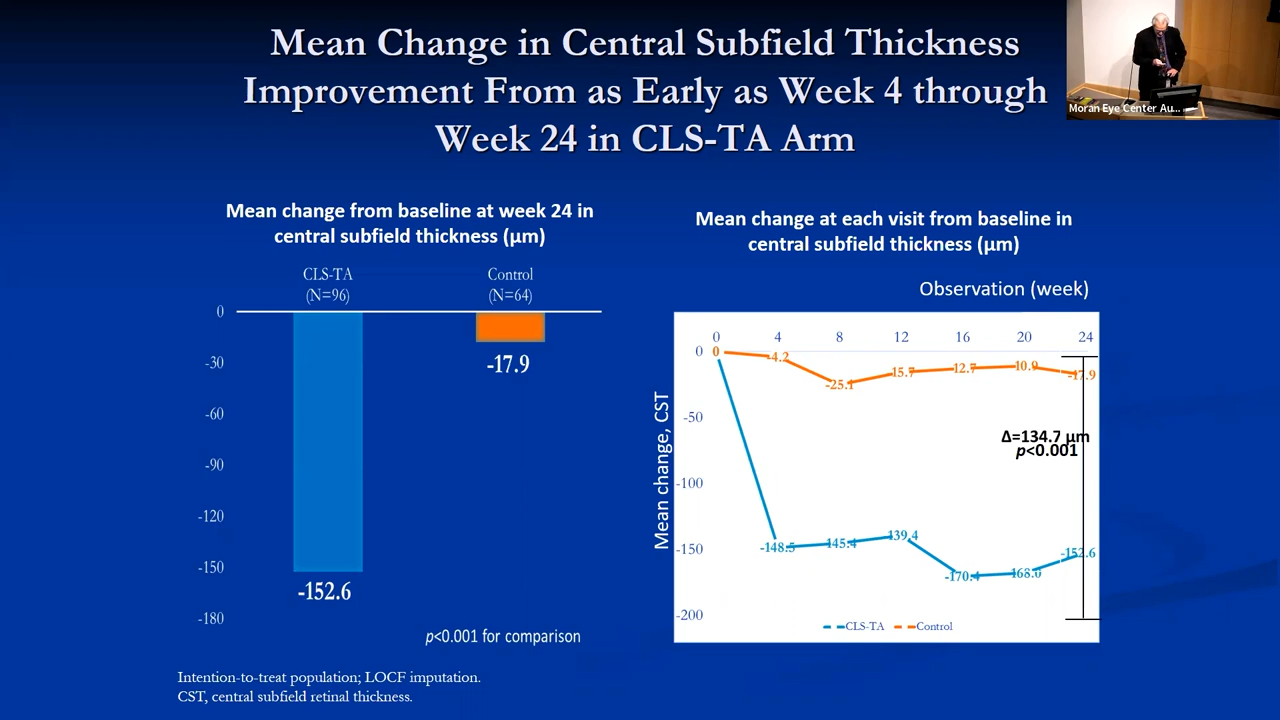 Mean Change in Central Subfield Thickness
Improvement From as Early as Week 4 through
Week 24 in CLS-TA Arm
Moran Eye Center Au...
Mean change from baseline at week 24 in
central subfield thickness (µm)
CLS-TA
(N=96)
Control
(N=64)
0
-30
-60
-90
-120
-150
-180
-17.9
-152.6
p<0.001 for comparison
Mean change at each visit from baseline in
central subfield thickness (µm)
Observation (week)
0 4 8 12 16 20 24
Mean change, CST
0
-50
-100
-150
-200
0 -4.2 -25.1 15.7 12.7 10.9 -17.9
Δ=134.7 µm
p<0.001
-148.5 145.4 139.4 -170.4 168.0 -152.6
CLS-TA Control
Intention-to-treat population; LOCF imputation.
CST, central subfield retinal thickness.